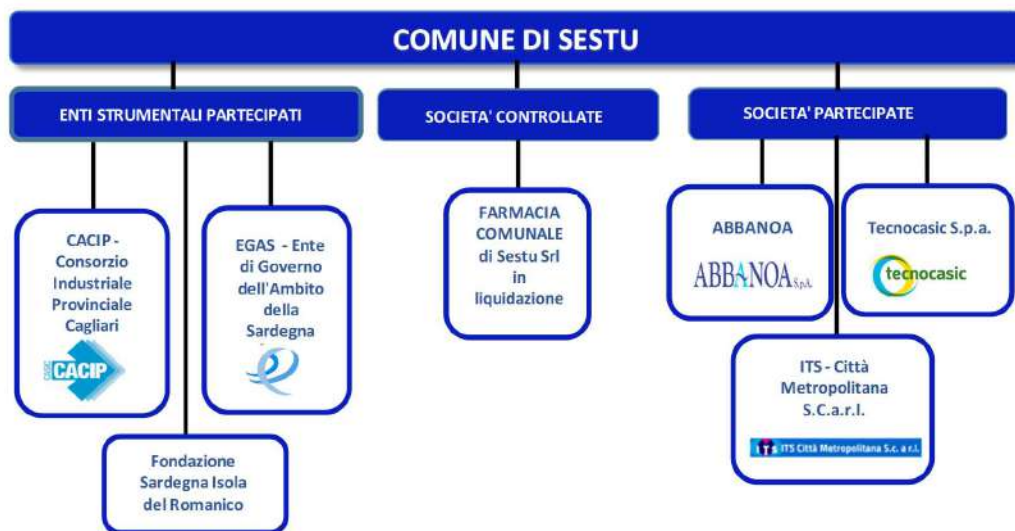 COMUNE DI SESTU
ENTI STRUMENTALI PARTECIPATI
SOCIETA' CONTROLLATE
SOCIETA' PARTECIPATE
CACIP -
Consorzio
Industriale
Provinciale
Cagliari
CASIC
CACIP
EGAS - Ente
di Governo
dell'Ambito
della
Sardegna
Fondazione
Sardegna Isola
del Romanico
FARMACIA
COMUNALE
di Sestu Srl
in
liquidazione
ABBANOA
ABBANOA S.p.A.
Tecnocasic S.p.a.
tecnocasic
ITS - Città
Metropolitana
S.C.a.r.l.
ITS ITS Città Metropolitana S.c. a r.l.